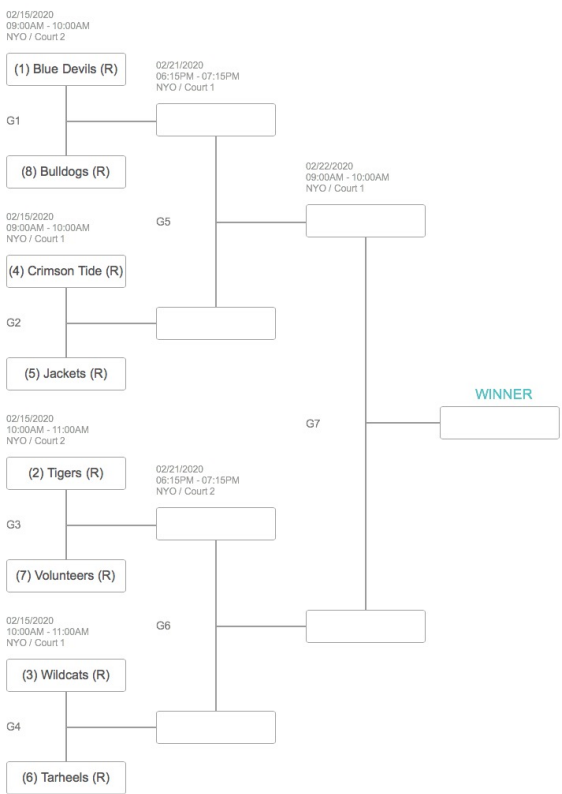 02/15/2020
09:00AM - 10:00AM
NYO / Court 2
(1) Blue Devils (R)
G1
(8) Bulldogs (R)
02/21/2020
06:15PM - 07:15PM
NYO / Court 1
G5
02/15/2020
09:00AM - 10:00AM
NYO / Court 1
(4) Crimson Tide (R)
G2
(5) Jackets (R)
02/22/2020
09:00AM - 10:00AM
NYO / Court 1
G7
WINNER
02/15/2020
10:00AM - 11:00AM
NYO / Court 2
(2) Tigers (R)
G3
(7) Volunteers (R)
02/21/2020
06:15PM - 07:15PM
NYO / Court 2
G6
02/15/2020
10:00AM - 11:00AM
NYO / Court 1
(3) Wildcats (R)
G4
(6) Tarheels (R)